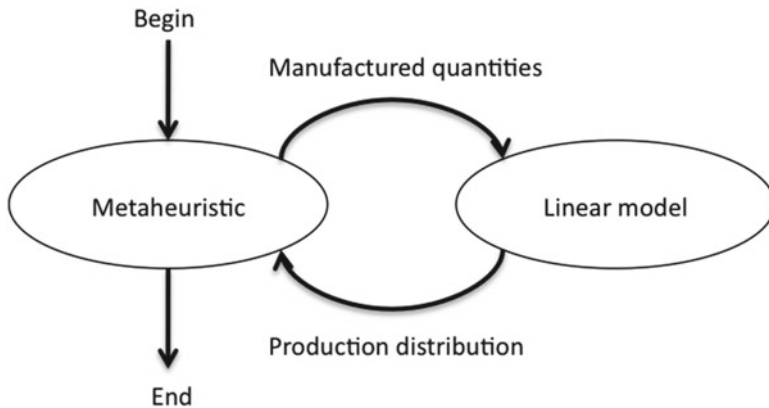 Begin
Manufactured quantities
Metaheuristic
Linear model
Production distribution
End